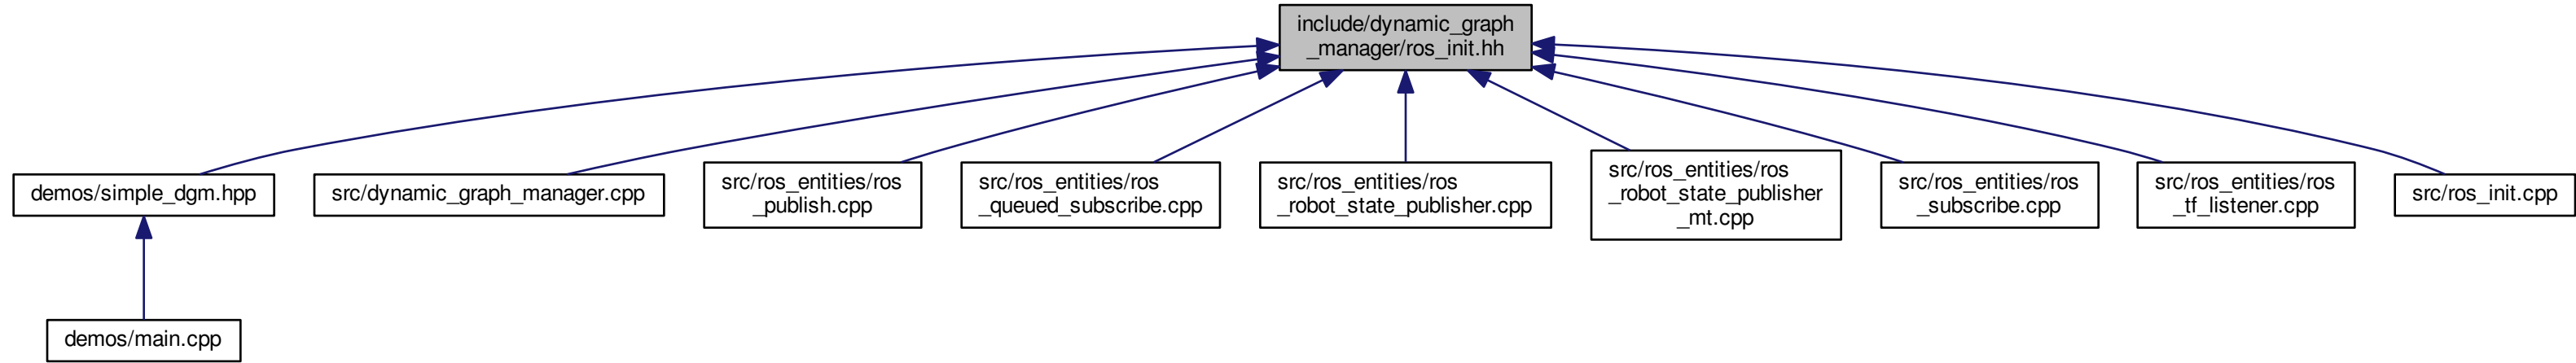 include/dynamic_graph
_manager/ros_init.hh
demos/simple_dgm.hpp
src/dynamic_graph_manager.cpp
src/ros_entities/ros
_publish.cpp
src/ros_entities/ros
_queued_subscribe.cpp
src/ros_entities/ros
_robot_state_publisher.cpp
src/ros_entities/ros
_robot_state_publisher
_mt.cpp
src/ros_entities/ros
_subscribe.cpp
src/ros_entities/ros
_tf_listener.cpp
src/ros_init.cpp
demos/main.cpp